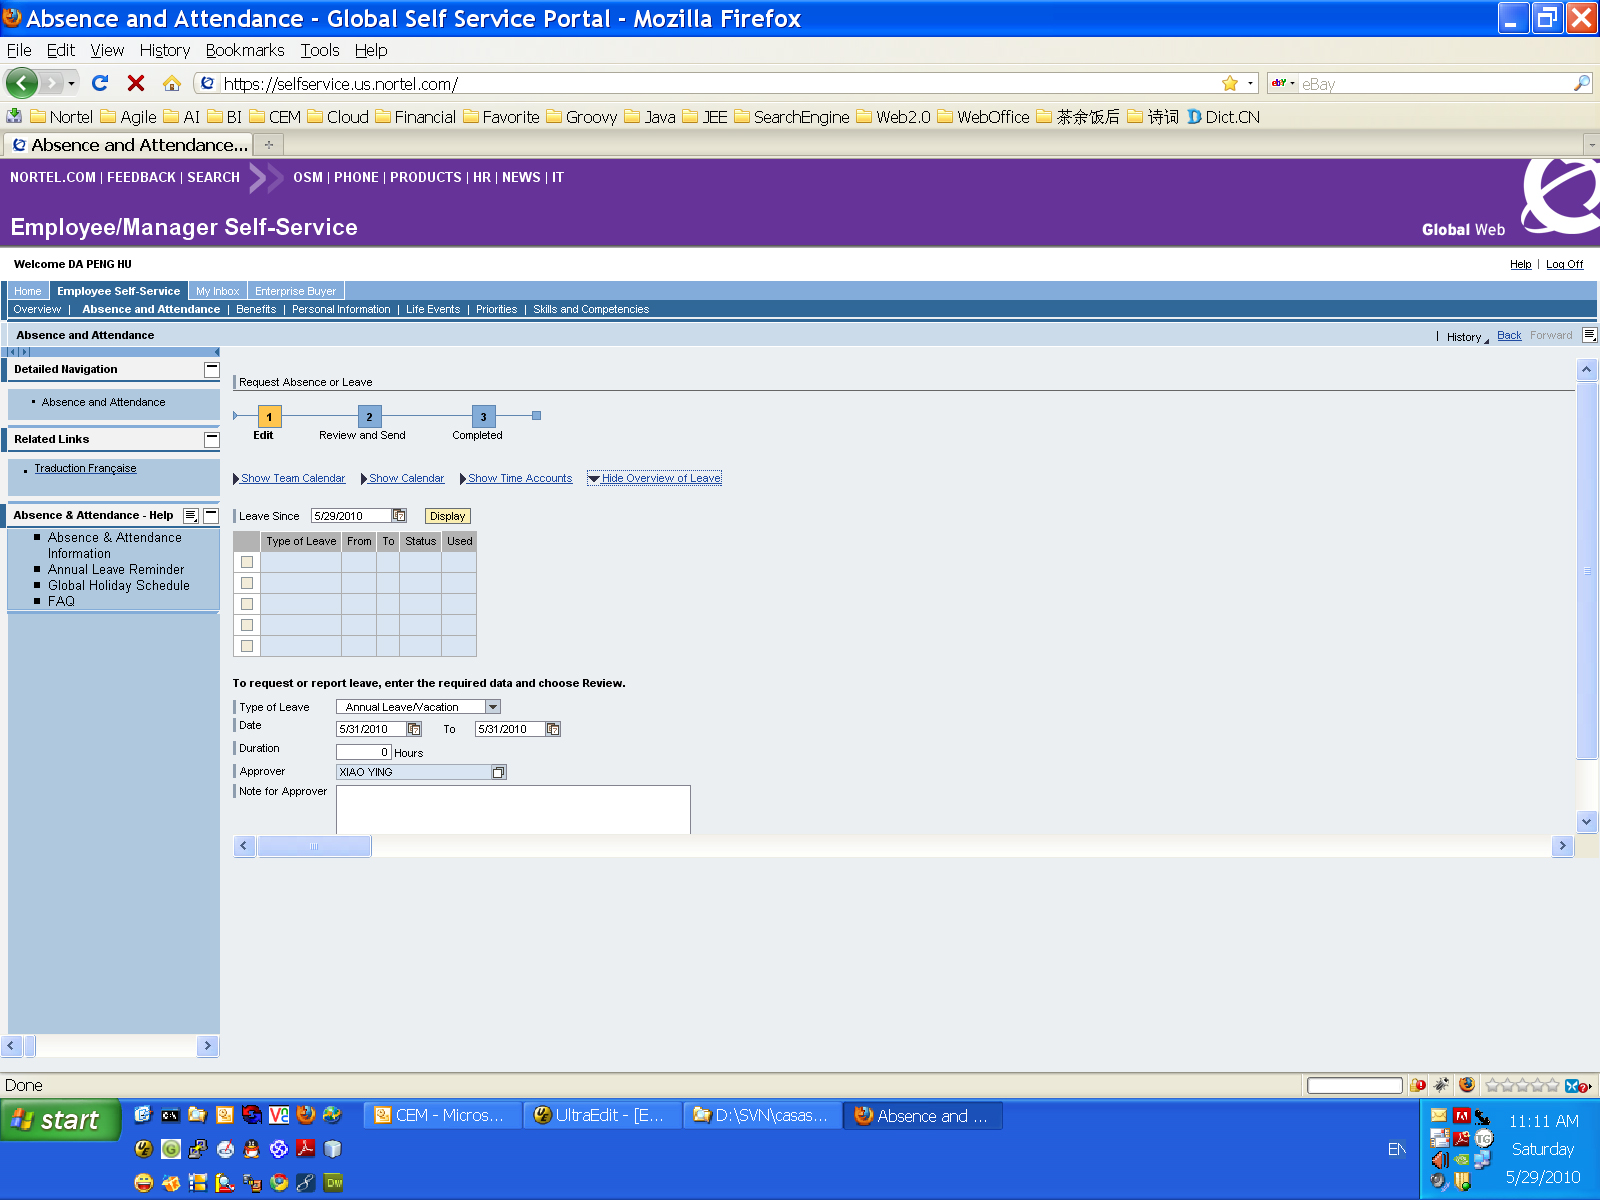 Absence and Attendance - Global Self Service Portal - Mozilla Firefox
File Edit View History Bookmarks Tools Help
https://selfservice.us.nortel.com/
eBay
Nortel Agile AI BI CEM Cloud Financial Favorite Groovy Java JEE SearchEngine Web2.0 WebOffice 茶余饭后 诗词 Dict.CN
Absence and Attendance...
NORTEL.COM | FEEDBACK | SEARCH OSM | PHONE | PRODUCTS | HR | NEWS | IT
Employee/Manager Self-Service
Global Web
Welcome DA PENG HU
Help | Log Off
Home Employee Self-Service My Inbox Enterprise Buyer
Overview | Absence and Attendance | Benefits | Personal Information | Life Events | Priorities | Skills and Competencies
Absence and Attendance
| History Back Forward
Detailed Navigation
Absence and Attendance
Related Links
Traduction Française
Absence & Attendance - Help
Absence & Attendance
Information
Annual Leave Reminder
Global Holiday Schedule
FAQ
Request Absence or Leave
1 2 3
Edit Review and Send Completed
Show Team Calendar Show Calendar Show Time Accounts Hide Overview of Leave
Leave Since 5/29/2010 Display
Type of Leave From To Status Used
To request or report leave, enter the required data and choose Review.
Type of Leave Annual Leave/Vacation
Date 5/31/2010 To 5/31/2010
Duration 0 Hours
Approver XIAO YING
Note for Approver
Done
start
CEM - Micros... UltraEdit - [E... D:\SVN\casas... Absence and ...
EN
11:11 AM
Saturday
5/29/2010